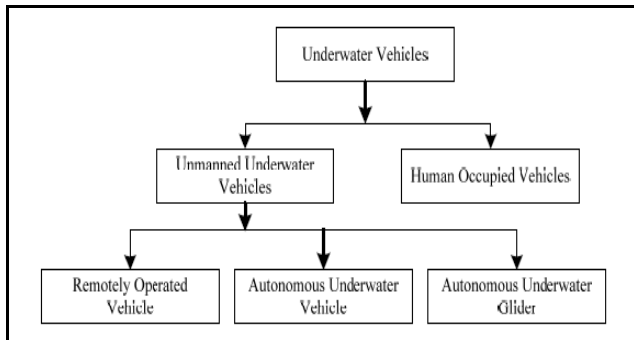 Underwater Vehicles
Unmanned Underwater
Vehicles
Human Occupied Vehicles
Remotely Operated
Vehicle
Autonomous Underwater
Vehicle
Autonomous Underwater
Glider